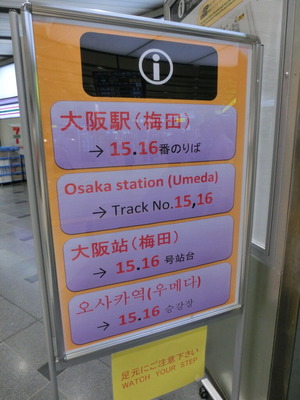 i
大阪駅(梅田)
→ 15.16番のりば
Osaka station (Umeda)
→ Track No.15,16
大阪站(梅田)
→ 15.16 号站台
오사카역(우메다)
→ 15.16 승강장
足元にご注意下さい
WATCH YOUR STEP